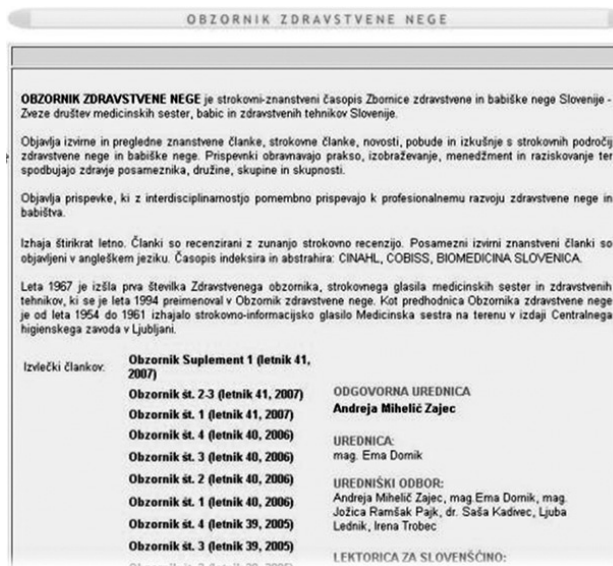 OBZORNIK ZDRAVSTVENE NEGE
OBZORNIK ZDRAVSTVENE NEGE je strokovni-znanstveni časopis Zbornice zdravstvene in babiške nege Slovenije -
Zveze društev medicinskih sester, babic in zdravstvenih tehnikov Slovenije.
Objavlja izvirne in pregledne znanstvene članke, strokovne članke, novosti, pobude in izkušnje s strokovnih področij
zdravstvene nege in babiške nege. Prispevnki obravnavajo prakso, izobraževanje, menedžment in raziskovanje ter
spodbujajo zdravje posameznika, družine, skupine in skupnosti.
Objavlja prispevke, ki z interdisciplinarnostjo pomembno prispevajo k profesionalnemu razvoju zdravstvene nege in
babištva.
Izhaja štirikrat letno. Članki so recenzirani z zunanjo strokovno recenzijo. Posamezni izvirni znanstveni članki so
objavljeni v angleškem jeziku. Časopis indeksira in abstrahira: CINAHL, COBISS, BIOMEDICINA SLOVENICA.
Leta 1967 je izšla prva številka Zdravstvenega obzornika, strokovnega glasila medicinskih sester in zdravstvenih
tehnikov, ki se je leta 1994 preimenoval v Obzornik zdravstvene nege. Kot predhodnica Obzornika zdravstvene nege
je od leta 1954 do 1961 izhajalo strokovno-informacijsko glasilo Medicinska sestra na terenu v izdaji Centralnega
higienskega zavoda v Ljubljani.
Izvlečki člankov:
Obzornik Suplement 1 (letnik 41,
2007)
Obzornik št. 2-3 (letnik 41, 2007)
Obzornik št. 1 (letnik 41, 2007)
Obzornik št. 4 (letnik 40, 2006)
Obzornik št. 3 (letnik 40, 2006)
Obzornik št. 2 (letnik 40, 2006)
Obzornik št. 1 (letnik 40, 2006)
Obzornik št. 4 (letnik 39, 2005)
Obzornik št. 3 (letnik 39, 2005)
ODGOVORNA UREDNICA
Andreja Mihelič Zajec
UREDNICA:
mag. Ema Dornik
UREDNIŠKI ODBOR:
Andreja Mihelič Zajec, mag.Ema Dornik, mag.
Jožica Ramšak Pajk, dr. Saša Kadivec, Ljuba
Lednik, Irena Trobec
LEKTORICA ZA SLOVENŠČINO: